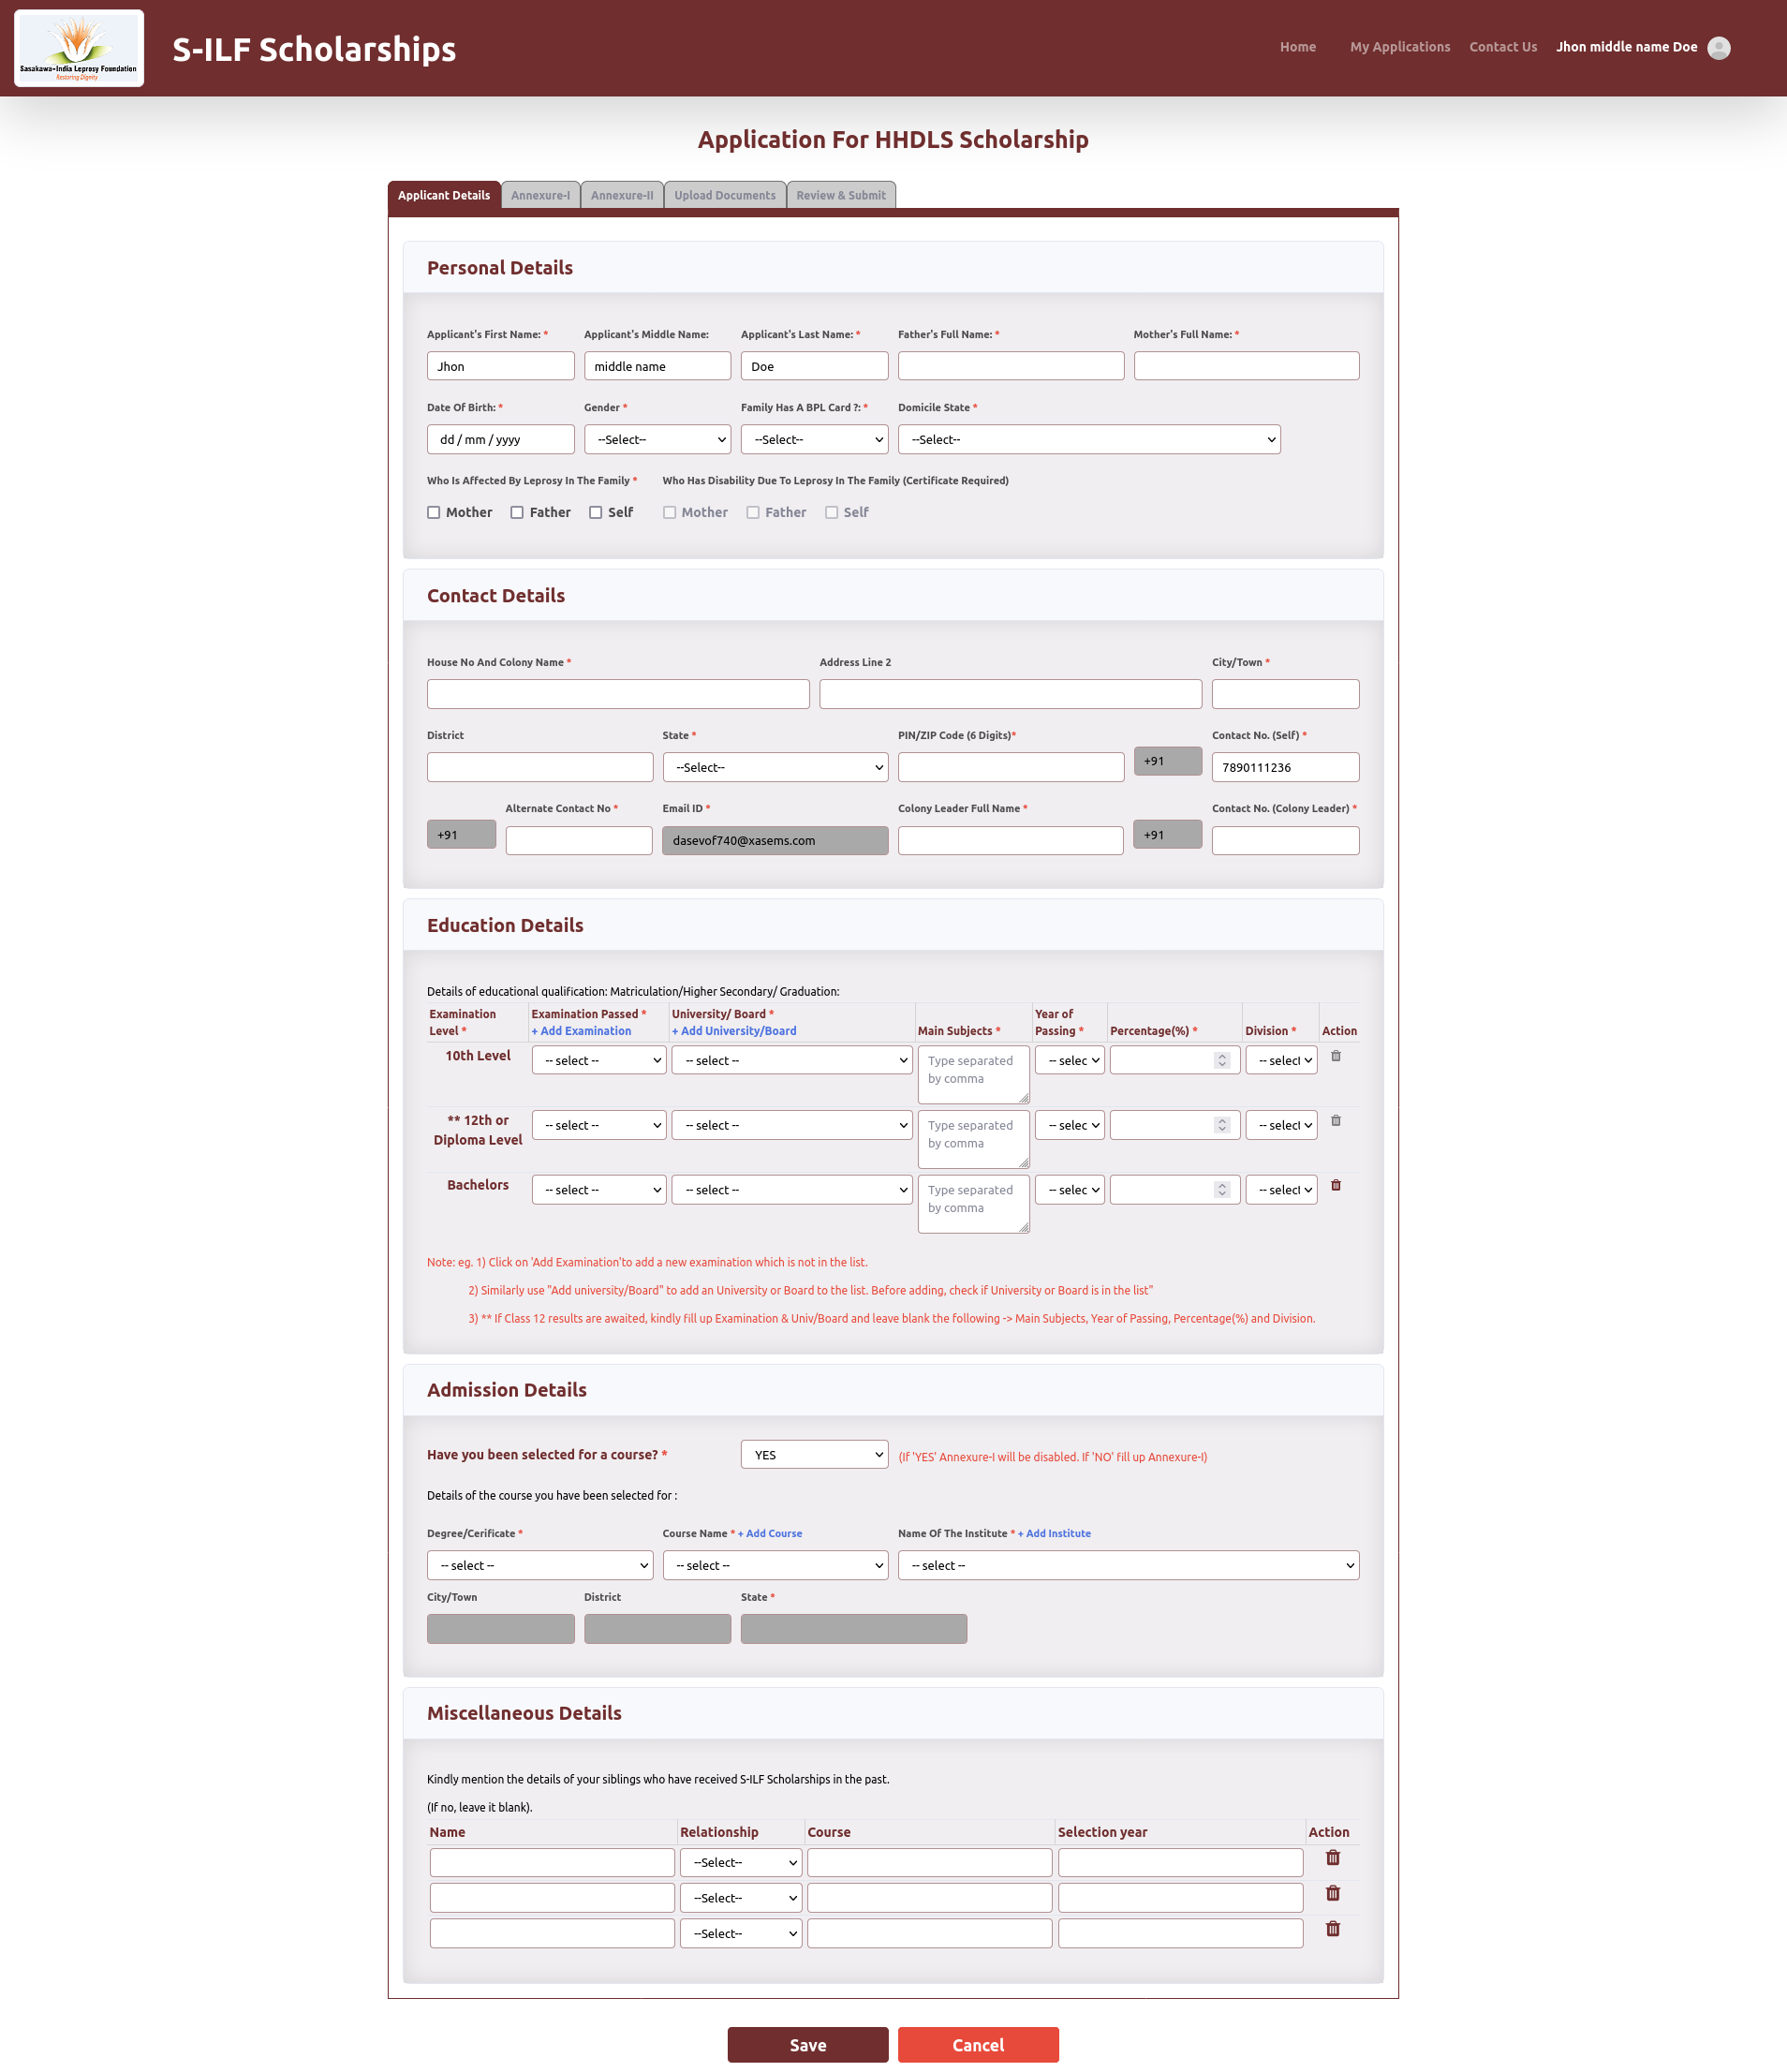 Sasakawa-India Leprosy Foundation
Restoring Dignity
S-ILF Scholarships
Home My Applications Contact Us Jhon middle name Doe
Application For HHDLS Scholarship
Applicant Details Annexure-I Annexure-II Upload Documents Review & Submit
Personal Details
Applicant's First Name: * Applicant's Middle Name: Applicant's Last Name: * Father's Full Name: * Mother's Full Name: *
Jhon middle name Doe
Date Of Birth: * Gender * Family Has A BPL Card ?: * Domicile State *
dd / mm / yyyy --Select-- --Select-- --Select--
Who Is Affected By Leprosy In The Family * Who Has Disability Due To Leprosy In The Family (Certificate Required)
Mother Father Self Mother Father Self
Contact Details
House No And Colony Name * Address Line 2 City/Town *
District State * PIN/ZIP Code (6 Digits)* Contact No. (Self) *
--Select-- +91 7890111236
Alternate Contact No * Email ID * Colony Leader Full Name * Contact No. (Colony Leader) *
+91 dasevof740@xasems.com +91
Education Details
Details of educational qualification: Matriculation/Higher Secondary/ Graduation:
Examination Examination Passed * University/ Board * Year of
Level * + Add Examination + Add University/Board Main Subjects * Passing * Percentage(%) * Division * Action
10th Level -- select -- -- select -- Type separated -- selec -- select
by comma
** 12th or -- select -- -- select -- Type separated -- selec -- select
Diploma Level by comma
Bachelors -- select -- -- select -- Type separated -- selec -- select
by comma
Note: eg. 1) Click on 'Add Examination'to add a new examination which is not in the list.
2) Similarly use "Add university/Board" to add an University or Board to the list. Before adding, check if University or Board is in the list"
3) ** If Class 12 results are awaited, kindly fill up Examination & Univ/Board and leave blank the following -> Main Subjects, Year of Passing, Percentage(%) and Division.
Admission Details
Have you been selected for a course? * YES (If 'YES' Annexure-I will be disabled. If 'NO' fill up Annexure-I)
Details of the course you have been selected for :
Degree/Cerificate * Course Name * + Add Course Name Of The Institute * + Add Institute
-- select -- -- select -- -- select --
City/Town District State *
Miscellaneous Details
Kindly mention the details of your siblings who have received S-ILF Scholarships in the past.
(If no, leave it blank).
Name Relationship Course Selection year Action
--Select--
--Select--
--Select--
Save Cancel